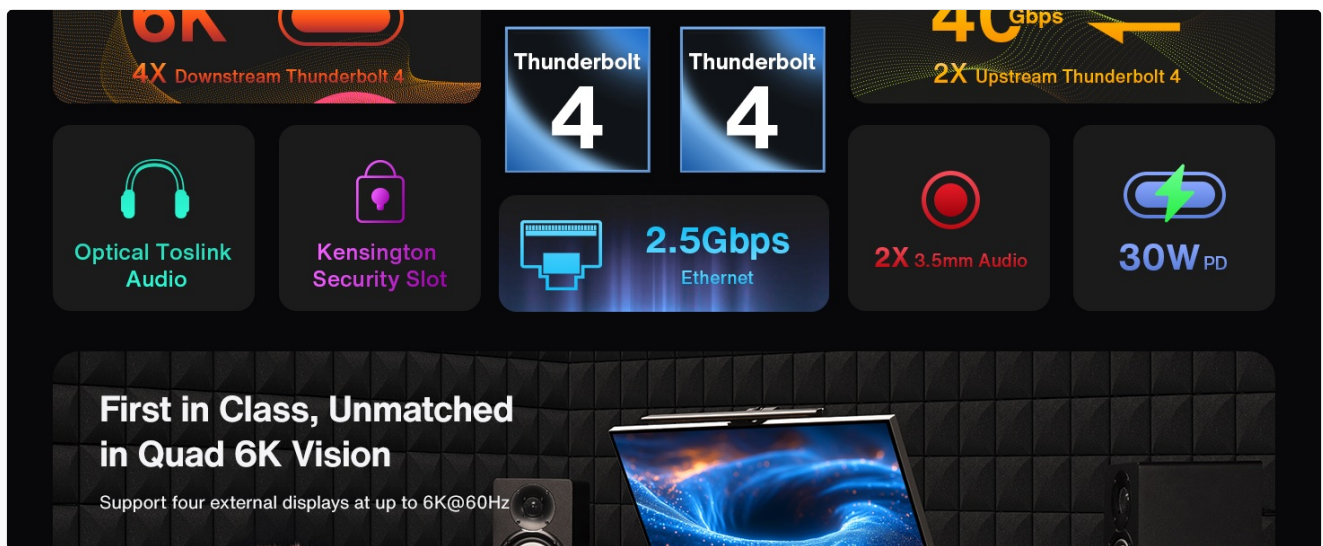 6K
4X Downstream Thunderbolt 4
Thunderbolt
4
Thunderbolt
4
40Gbps
2X Upstream Thunderbolt 4
Optical Toslink
Audio
Kensington
Security Slot
2.5Gbps
Ethernet
2X 3.5mm Audio
30W PD
First in Class, Unmatched
in Quad 6K Vision
Support four external displays at up to 6K@60Hz